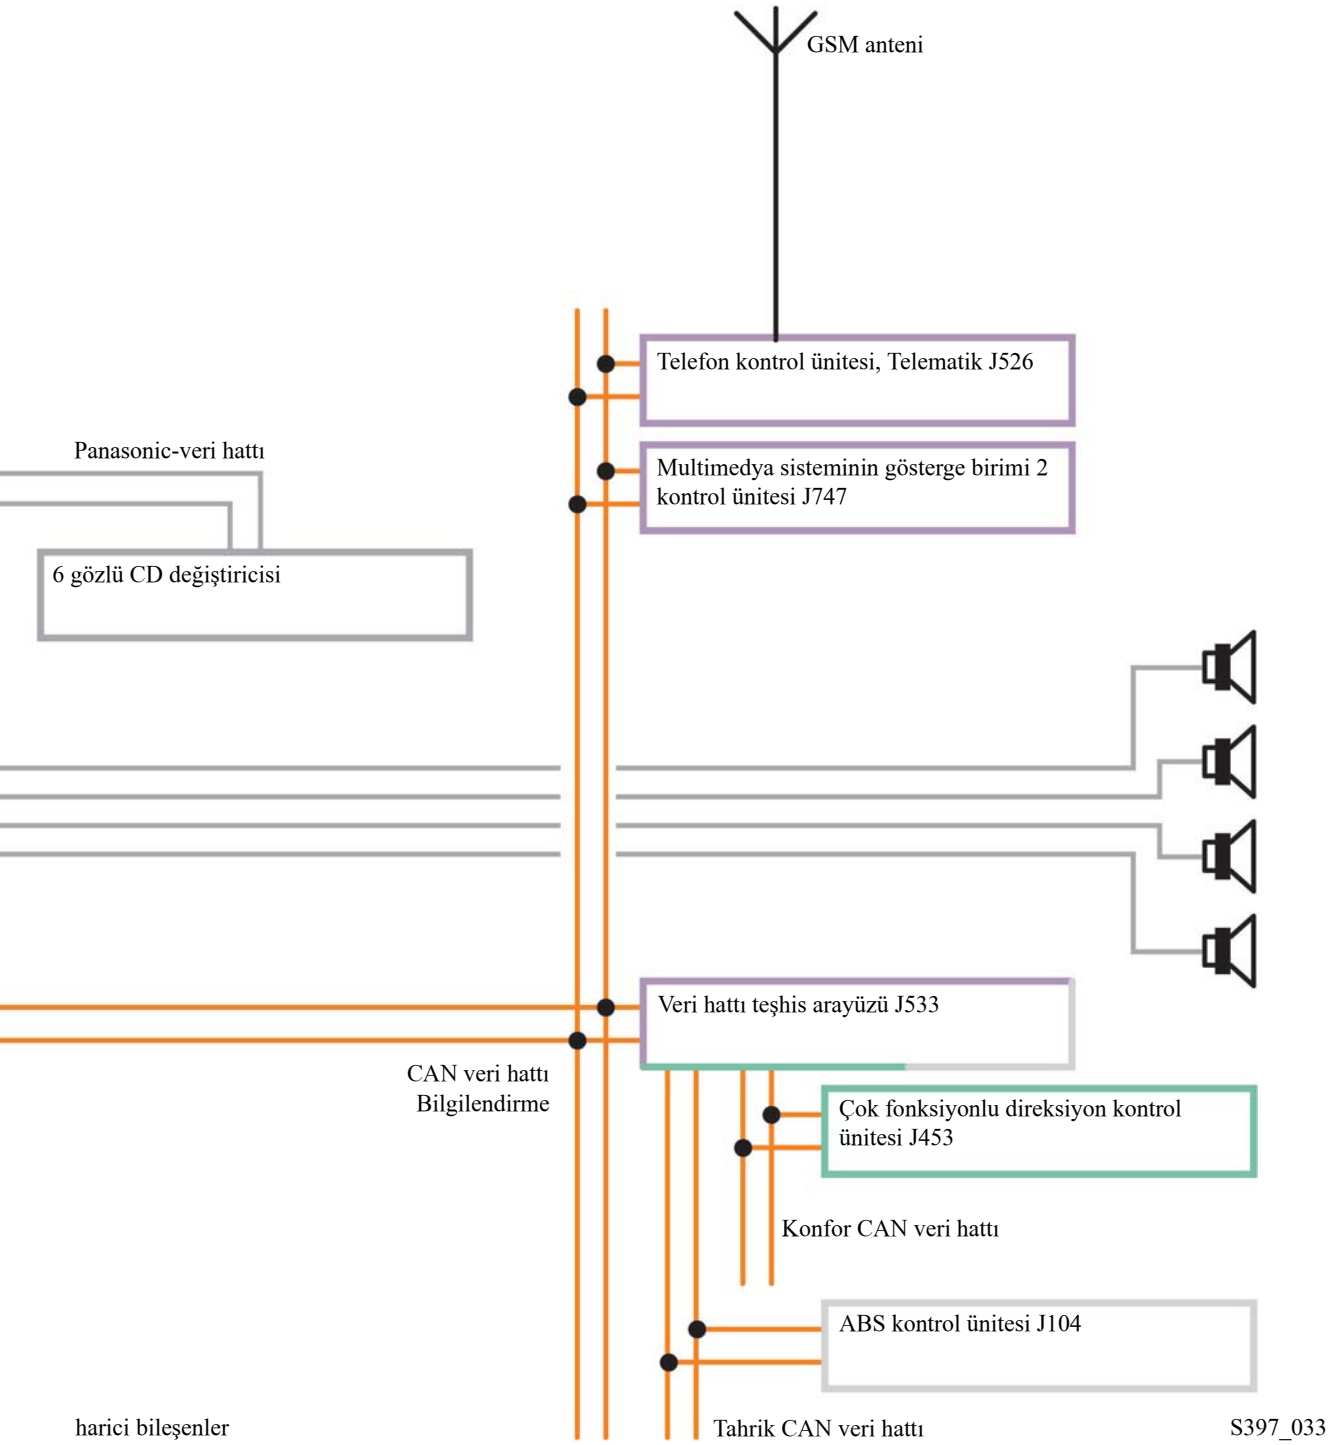 GSM anteni
Telefon kontrol ünitesi, Telematik J526
Panasonic-veri hattı
Multimedya sisteminin gösterge birimi 2
kontrol ünitesi J747
6 gözlü CD değiştiricisi
Veri hattı teşhis arayüzü J533
CAN veri hattı
Bilgilendirme
Çok fonksiyonlu direksiyon kontrol
ünitesi J453
Konfor CAN veri hattı
ABS kontrol ünitesi J104
harici bileşenler
Tahrik CAN veri hattı
S397_033